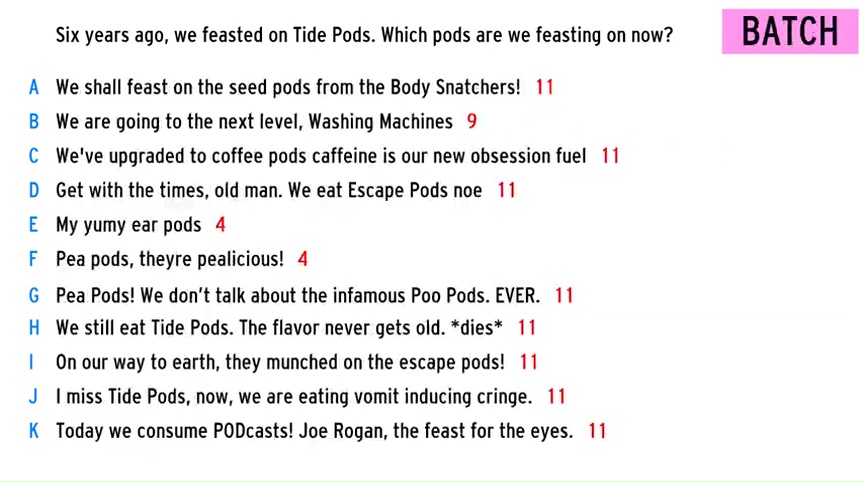 Six years ago, we feasted on Tide Pods. Which pods are we feasting on now?
BATCH
A We shall feast on the seed pods from the Body Snatchers! 11
B We are going to the next level, Washing Machines 9
C We've upgraded to coffee pods caffeine is our new obsession fuel 11
D Get with the times, old man. We eat Escape Pods noe 11
E My yumy ear pods 4
F Pea pods, theyre pealicious! 4
G Pea Pods! We don’t talk about the infamous Poo Pods. EVER. 11
H We still eat Tide Pods. The flavor never gets old. *dies* 11
I On our way to earth, they munched on the escape pods! 11
J I miss Tide Pods, now, we are eating vomit inducing cringe. 11
K Today we consume PODcasts! Joe Rogan, the feast for the eyes. 11